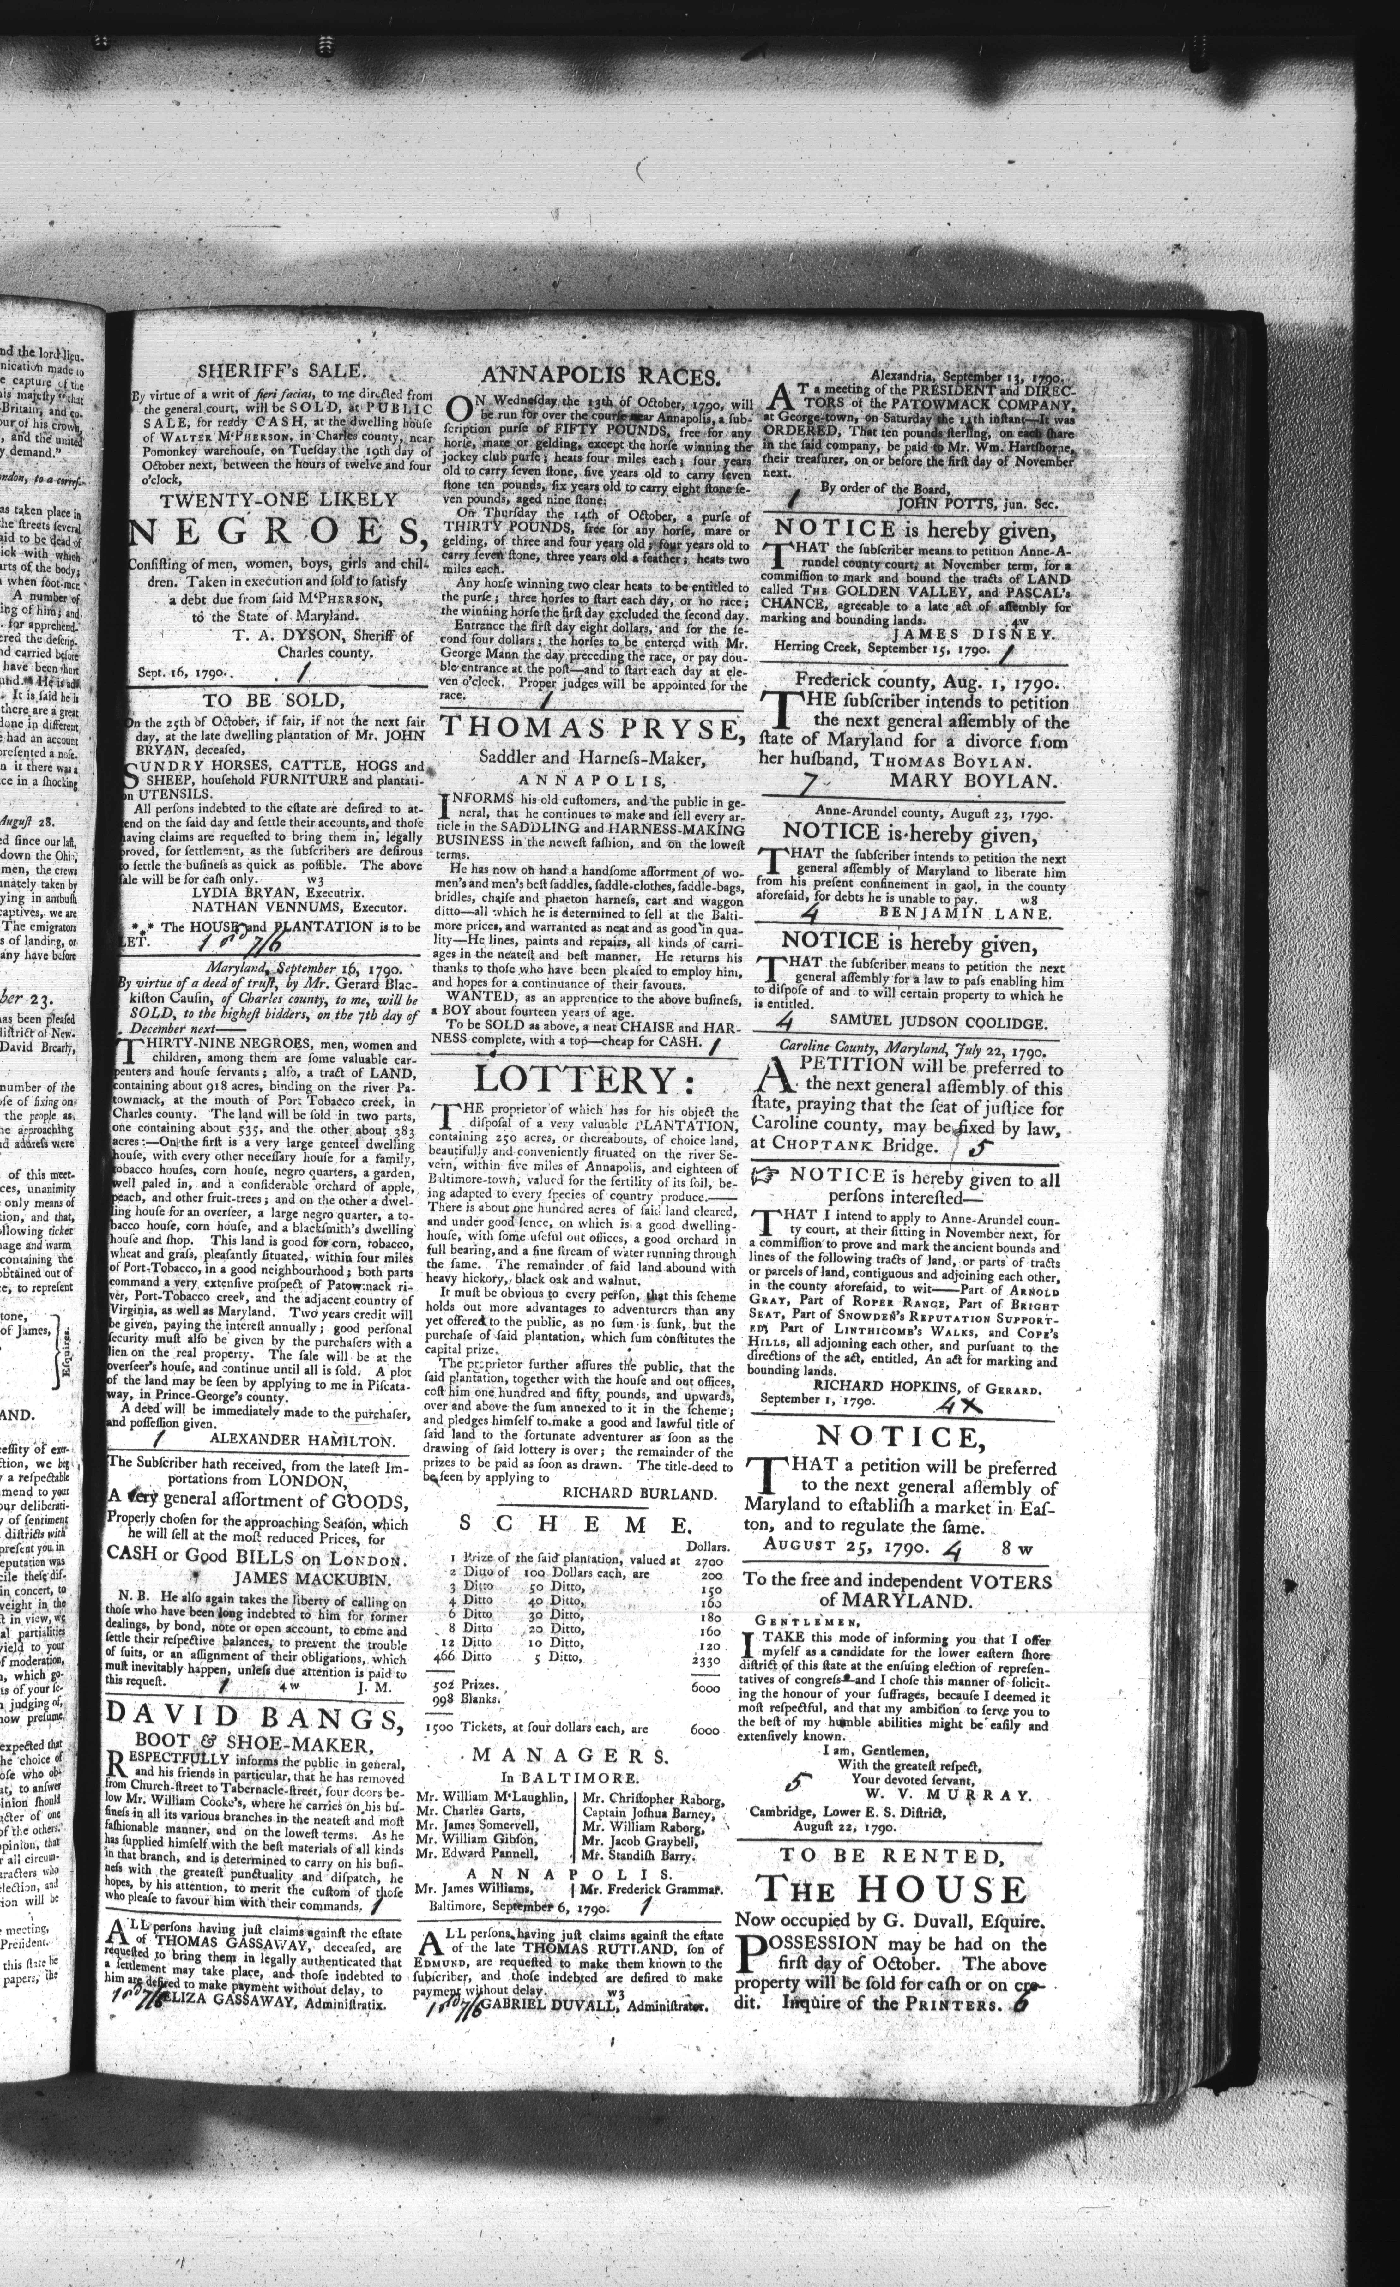 SHERIFF's SALE.
By virtue of a writ of fieri facias, to me directed from
the general court, will be SOLD, at PUBLIC
SALE, for ready CASH, at the dwelling house
of WALTER M'PHERSON, in Charles county, near
Pomonkey warehouse, on Tuesday the 19th day of
October next, between the hours of twelve and four
o'clock,
TWENTY-ONE LIKELY
NEGROES,
Consisting of men, women, boys, girls and chil-
dren. Taken in execution and sold to satisfy
a debt due from said M'PHERSON,
to the State of Maryland.
T. A. DYSON, Sheriff of
Charles county.
Sept. 16, 1790. 1
TO BE SOLD,
On the 25th of October, if fair, if not the next fair
day, at the late dwelling plantation of Mr. JOHN
BRYAN, deceased,
SUNDRY HORSES, CATTLE, HOGS and
SHEEP, household FURNITURE and plantati-
on UTENSILS.
All persons indebted to the estate are desired to at-
tend on the said day and settle their accounts, and those
having claims are requested to bring them in, legally
proved, for settlement, as the subscribers are desirous
to settle the business as quick as possible. The above
sale will be for cash only. w3
LYDIA BRYAN, Executrix.
NATHAN VENNUMS, Executor.
*** The HOUSE and PLANTATION is to be
LET. 1 7/6
Maryland, September 16, 1790.
By virtue of a deed of trust, by Mr. Gerard Blac-
kiston Causin, of Charles county, to me, will be
SOLD, to the highest bidders, on the 7th day of
December next——
THIRTY-NINE NEGROES, men, women and
children, among them are some valuable car-
penters and house servants; also, a tract of LAND,
containing about 918 acres, binding on the river Pa-
towmack, at the mouth of Port Tobacco creek, in
Charles county. The land will be sold in two parts,
one containing about 535, and the other about 383
acres:—On the first is a very large genteel dwelling
house, with every other necessary house for a family,
tobacco houses, corn house, negro quarters, a garden,
well paled in, and a considerable orchard of apple,
peach, and other fruit-trees; and on the other a dwel-
ling house for an overseer, a large negro quarter, a to-
bacco house, corn house, and a blacksmith's dwelling
house and shop. This land is good for corn, tobacco,
wheat and grass, pleasantly situated, within four miles
of Port-Tobacco, in a good neighbourhood; both parts
command a very extensive prospect of Patowmack ri-
ver, Port-Tobacco creek, and the adjacent country of
Virginia, as well as Maryland. Two years credit will
be given, paying the interest annually; good personal
security must also be given by the purchasers with a
lien on the real property. The sale will be at the
overseer's house, and continue until all is sold. A plot
of the land may be seen by applying to me in Piscata-
way, in Prince-George's county.
A deed will be immediately made to the purchaser,
and possession given.
1 ALEXANDER HAMILTON.
The Subscriber hath received, from the latest Im-
portations from LONDON,
A very general assortment of GOODS,
Properly chosen for the approaching Season, which
he will sell at the most reduced Prices, for
CASH or Good BILLS on LONDON.
JAMES MACKUBIN.
N. B. He also again takes the liberty of calling on
those who have been long indebted to him for former
dealings, by bond, note or open account, to come and
settle their respective balances, to prevent the trouble
of suits, or an assignment of their obligations, which
must inevitably happen, unless due attention is paid to
this request. 1 4w J. M.
DAVID BANGS,
BOOT & SHOE-MAKER,
RESPECTFULLY informs the public in general,
and his friends in particular, that he has removed
from Church-street to Tabernacle-street, four doors be-
low Mr. William Cooke's, where he carries on his bu-
siness in all its various branches in the neatest and most
fashionable manner, and on the lowest terms. As he
has supplied himself with the best materials of all kinds
in that branch, and is determined to carry on his busi-
ness with the greatest punctuality and dispatch, he
hopes, by his attention, to merit the custom of those
who please to favour him with their commands. 1
ALL persons having just claims against the estate
of THOMAS GASSAWAY, deceased, are
requested to bring them in legally authenticated that
a settlement may take place, and those indebted to
him are desired to make payment without delay, to
7/6 ELIZA GASSAWAY, Administratix.
ANNAPOLIS RACES.
ON Wednesday the 13th of October, 1790, will
be run for over the course near Annapolis, a sub-
scription purse of FIFTY POUNDS, free for any
horse, mare or gelding, except the horse winning the
jockey club purse; heats four miles each; four years
old to carry seven stone, five years old to carry seven
stone ten pounds, six years old to carry eight stone se-
ven pounds, aged nine stone.
On Thursday the 14th of October, a purse of
THIRTY POUNDS, free for any horse, mare or
gelding, of three and four years old; four years old to
carry seven stone, three years old a feather; heats two
miles each.
Any horse winning two clear heats to be entitled to
the purse; three horses to start each day, or no race;
the winning horse the first day excluded the second day.
Entrance the first day eight dollars, and for the se-
cond four dollars; the horses to be entered with Mr.
George Mann the day preceding the race, or pay dou-
ble entrance at the post—and to start each day at ele-
ven o'clock. Proper judges will be appointed for the
race. 1
THOMAS PRYSE,
Saddler and Harness-Maker,
ANNAPOLIS,
INFORMS his old customers, and the public in ge-
neral, that he continues to make and sell every ar-
ticle in the SADDLING and HARNESS-MAKING
BUSINESS in the newest fashion, and on the lowest
terms.
He has now on hand a handsome assortment of wo-
men's and men's best saddles, saddle-clothes, saddle-bags,
bridles, chaise and phaeton harness, cart and waggon
ditto—all which he is determined to sell at the Balti-
more prices, and warranted as neat and as good in qua-
lity—He lines, paints and repairs, all kinds of carri-
ages in the neatest and best manner. He returns his
thanks to those who have been pleased to employ him,
and hopes for a continuance of their favours.
WANTED, as an apprentice to the above business,
a BOY about fourteen years of age.
To be SOLD as above, a neat CHAISE and HAR-
NESS complete, with a top—cheap for CASH. 1
LOTTERY:
THE proprietor of which has for his object the
disposal of a very valuable PLANTATION,
containing 250 acres, or thereabouts, of choice land,
beautifully and conveniently situated on the river Se-
vern, within five miles of Annapolis, and eighteen of
Baltimore-town, valued for the fertility of its soil, be-
ing adapted to every species of country produce.——
There is about one hundred acres of said land cleared,
and under good fence, on which is a good dwelling-
house, with some useful out offices, a good orchard in
full bearing, and a fine stream of water running through
the same. The remainder of said land abound with
heavy hickory, black oak and walnut.
It must be obvious to every person, that this scheme
holds out more advantages to adventurers than any
yet offered to the public, as no sum is sunk, but the
purchase of said plantation, which sum constitutes the
capital prize.
The proprietor further assures the public, that the
said plantation, together with the house and out offices,
cost him one hundred and fifty pounds, and upwards,
over and above the sum annexed to it in the scheme;
and pledges himself to make a good and lawful title of
said land to the fortunate adventurer as soon as the
drawing of said lottery is over; the remainder of the
prizes to be paid as soon as drawn. The title-deed to
be seen by applying to
RICHARD BURLAND.
SCHEME.
Dollars.
1 Prize of the said plantation, valued at 2700
2 Ditto of 100 Dollars each, are 200
3 Ditto 50 Ditto, 150
4 Ditto 40 Ditto, 160
6 Ditto 30 Ditto, 180
8 Ditto 20 Ditto, 160
12 Ditto 10 Ditto, 120
466 Ditto 5 Ditto, 2330
502 Prizes. 6000
998 Blanks.
1500 Tickets, at four dollars each, are 6000
MANAGERS.
In BALTIMORE.
Mr. William M'Laughlin, Mr. Christopher Raborg,
Mr. Charles Garts, Captain Joshua Barney,
Mr. James Somervell, Mr. William Raborg,
Mr. William Gibson, Mr. Jacob Graybell,
Mr. Edward Pannell, Mr. Standish Barry.
ANNAPOLIS.
Mr. James Williams, Mr. Frederick Grammar.
Baltimore, September 6, 1790. 1
ALL persons having just claims against the estate
of the late THOMAS RUTLAND, son of
EDMUND, are requested to make them known to the
subscriber, and those indebted are desired to make
payment without delay. w3
7/6 GABRIEL DUVALL, Administrator.
Alexandria, September 13, 1790.
AT a meeting of the PRESIDENT and DIREC-
TORS of the PATOWMACK COMPANY,
at George-town, on Saturday the 11th instant—It was
ORDERED, That ten pounds sterling, on each share
in the said company, be paid to Mr. Wm. Hartshorne,
their treasurer, on or before the first day of November
next.
By order of the Board,
1 JOHN POTTS, jun. Sec.
NOTICE is hereby given,
THAT the subscriber means to petition Anne-A-
rundel county court, at November term, for a
commission to mark and bound the tracts of LAND
called THE GOLDEN VALLEY, and PASCAL's
CHANCE, agreeable to a late act of assembly for
marking and bounding lands. 4w
JAMES DISNEY.
Herring Creek, September 15, 1790. 1
Frederick county, Aug. 1, 1790.
THE subscriber intends to petition
the next general assembly of the
state of Maryland for a divorce from
her husband, THOMAS BOYLAN.
7 MARY BOYLAN.
Anne-Arundel county, August 23, 1790.
NOTICE is hereby given,
THAT the subscriber intends to petition the next
general assembly of Maryland to liberate him
from his present confinement in gaol, in the county
aforesaid, for debts he is unable to pay. w8
4 BENJAMIN LANE.
NOTICE is hereby given,
THAT the subscriber means to petition the next
general assembly for a law to pass enabling him
to dispose of and to will certain property to which he
is entitled.
4 SAMUEL JUDSON COOLIDGE.
Caroline County, Maryland, July 22, 1790.
A PETITION will be preferred to
the next general assembly of this
state, praying that the seat of justice for
Caroline county, may be fixed by law,
at CHOPTANK Bridge. 5
☞ NOTICE is hereby given to all
persons interested—
THAT I intend to apply to Anne-Arundel coun-
ty court, at their sitting in November next, for
a commission to prove and mark the ancient bounds and
lines of the following tracts of land, or parts of tracts
or parcels of land, contiguous and adjoining each other,
in the county aforesaid, to wit——Part of ARNOLD
GRAY, Part of ROPER RANGE, Part of BRIGHT
SEAT, Part of SNOWDEN'S REPUTATION SUPPORT-
ED, Part of LINTHICOMB'S WALKS, and COPE'S
HILLS, all adjoining each other, and pursuant to the
directions of the act, entitled, An act for marking and
bounding lands.
RICHARD HOPKINS, of GERARD.
September 1, 1790. 4X
NOTICE,
THAT a petition will be preferred
to the next general assembly of
Maryland to establish a market in Eas-
ton, and to regulate the same.
AUGUST 25, 1790. 4 8 w
To the free and independent VOTERS
of MARYLAND.
GENTLEMEN,
I TAKE this mode of informing you that I offer
myself as a candidate for the lower eastern shore
district of this state at the ensuing election of represen-
tatives of congress—and I chose this manner of solicit-
ing the honour of your suffrages, because I deemed it
most respectful, and that my ambition to serve you to
the best of my humble abilities might be easily and
extensively known.
I am, Gentlemen,
With the greatest respect,
5 Your devoted servant,
W. V. MURRAY.
Cambridge, Lower E. S. District,
August 22, 1790.
TO BE RENTED,
THE HOUSE
Now occupied by G. Duvall, Esquire.
POSSESSION may be had on the
first day of October. The above
property will be sold for cash or on cre-
dit. Inquire of the PRINTERS. 6